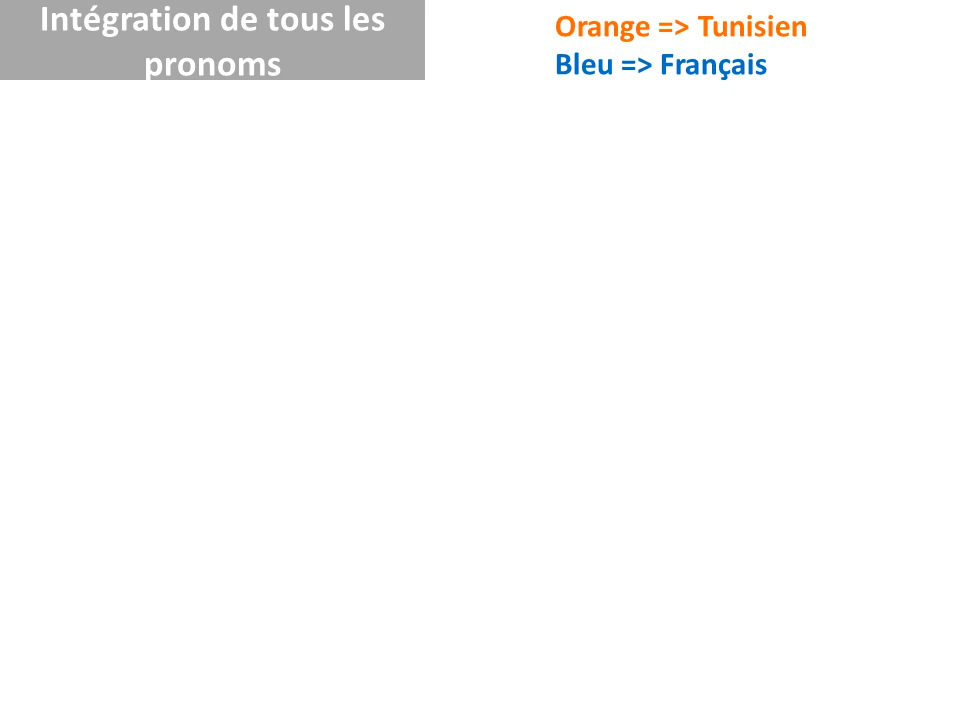 Intégration de tous les
pronoms
Orange => Tunisien
Bleu => Français